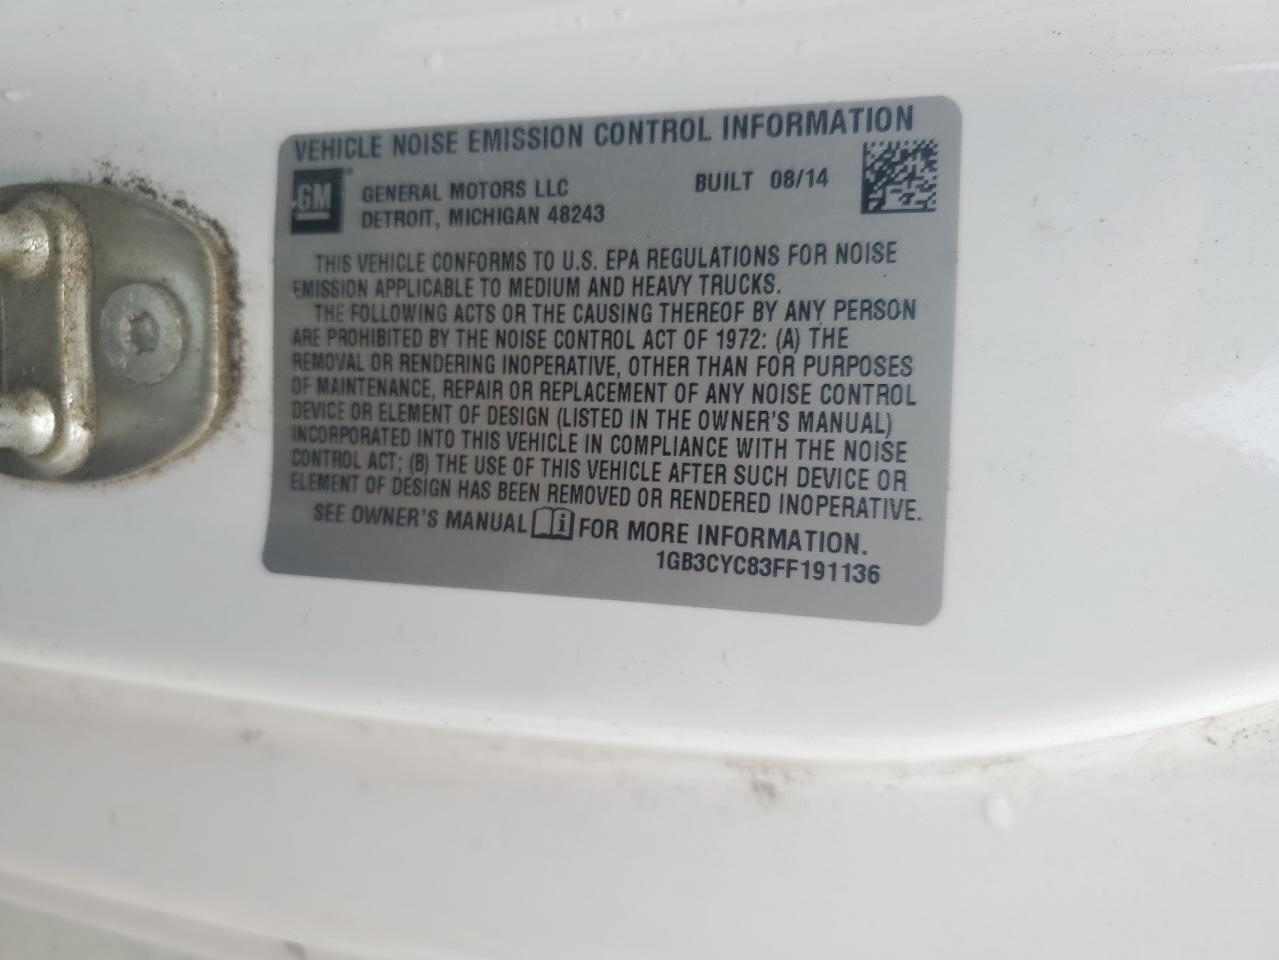 VEHICLE NOISE EMISSION CONTROL INFORMATION
GM®
GENERAL MOTORS LLC
DETROIT, MICHIGAN 48243
BUILT 08/14
THIS VEHICLE CONFORMS TO U.S. EPA REGULATIONS FOR NOISE
EMISSION APPLICABLE TO MEDIUM AND HEAVY TRUCKS.
THE FOLLOWING ACTS OR THE CAUSING THEREOF BY ANY PERSON
ARE PROHIBITED BY THE NOISE CONTROL ACT OF 1972: (A) THE
REMOVAL OR RENDERING INOPERATIVE, OTHER THAN FOR PURPOSES
OF MAINTENANCE, REPAIR OR REPLACEMENT OF ANY NOISE CONTROL
DEVICE OR ELEMENT OF DESIGN (LISTED IN THE OWNER'S MANUAL)
INCORPORATED INTO THIS VEHICLE IN COMPLIANCE WITH THE NOISE
CONTROL ACT; (B) THE USE OF THIS VEHICLE AFTER SUCH DEVICE OR
ELEMENT OF DESIGN HAS BEEN REMOVED OR RENDERED INOPERATIVE.
SEE OWNER'S MANUAL i FOR MORE INFORMATION.
1GB3CYC83FF191136